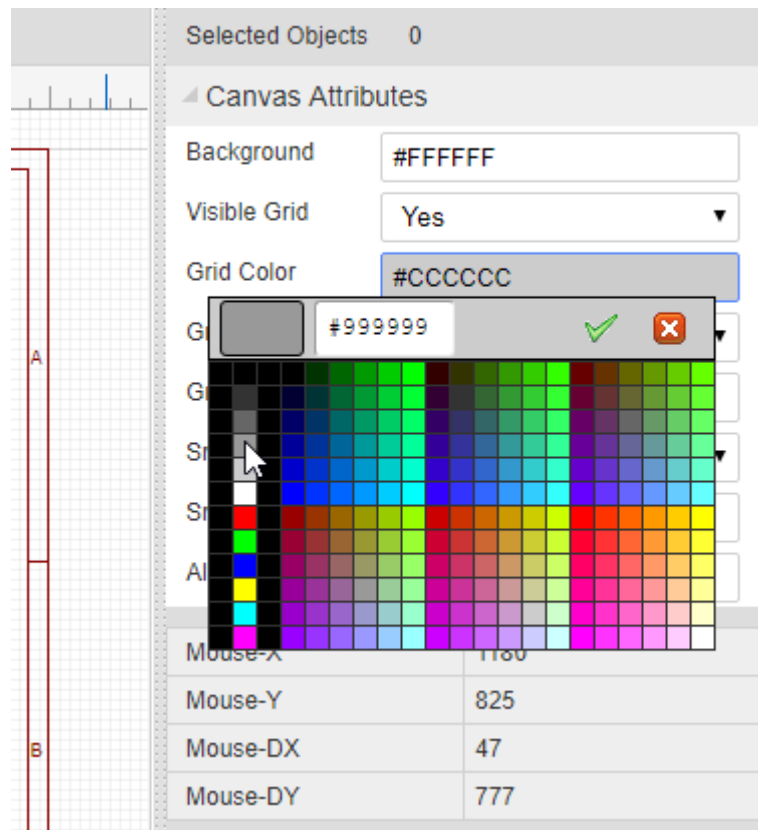 Selected Objects 0
Canvas Attributes
Background #FFFFFF
Visible Grid Yes
Grid Color #CCCCCC
#999999
A
B
Mouse-X 1180
Mouse-Y 825
Mouse-DX 47
Mouse-DY 777